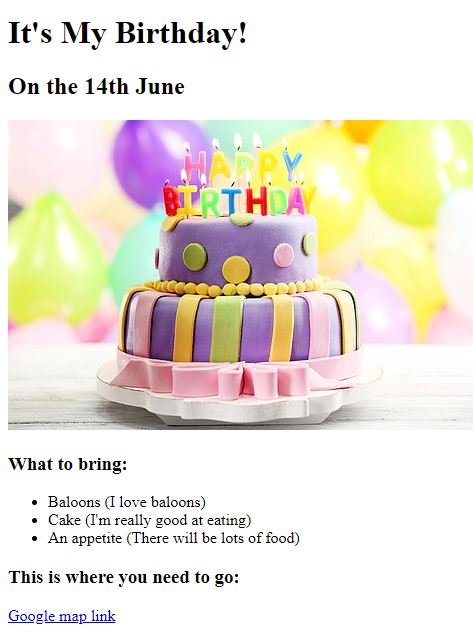 It's My Birthday!
On the 14th June
HAPPY
BIRTHDAY
What to bring:
Baloons (I love baloons)
Cake (I'm really good at eating)
An appetite (There will be lots of food)
This is where you need to go:
Google map link